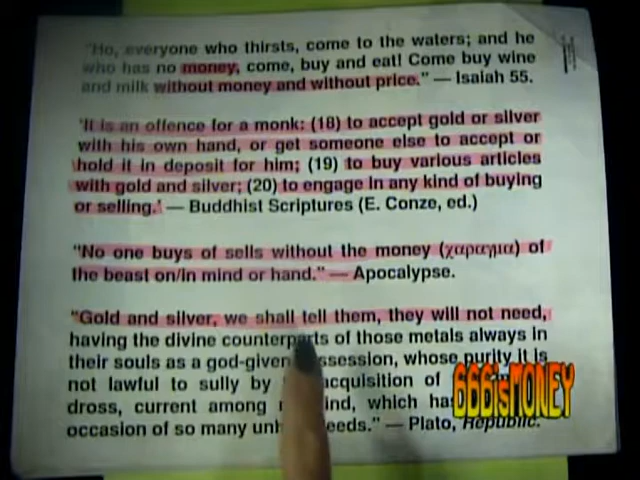 "Ho, everyone who thirsts, come to the waters; and he
who has no money, come, buy and eat! Come buy wine
and milk without money and without price." — Isaiah 55.
'It is an offence for a monk: (18) to accept gold or silver
with his own hand, or get someone else to accept or
hold it in deposit for him; (19) to buy various articles
with gold and silver; (20) to engage in any kind of buying
or selling.' — Buddhist Scriptures (E. Conze, ed.)
"No one buys of sells without the money (χαραγμα) of
the beast on/in mind or hand." — Apocalypse.
"Gold and silver, we shall tell them, they will not need,
having the divine counterparts of those metals always in
their souls as a god-given possession, whose purity it is
not lawful to sully by acquisition of
dross, current among
occasion of so many deeds." — Plato, Republic.
666isMONEY